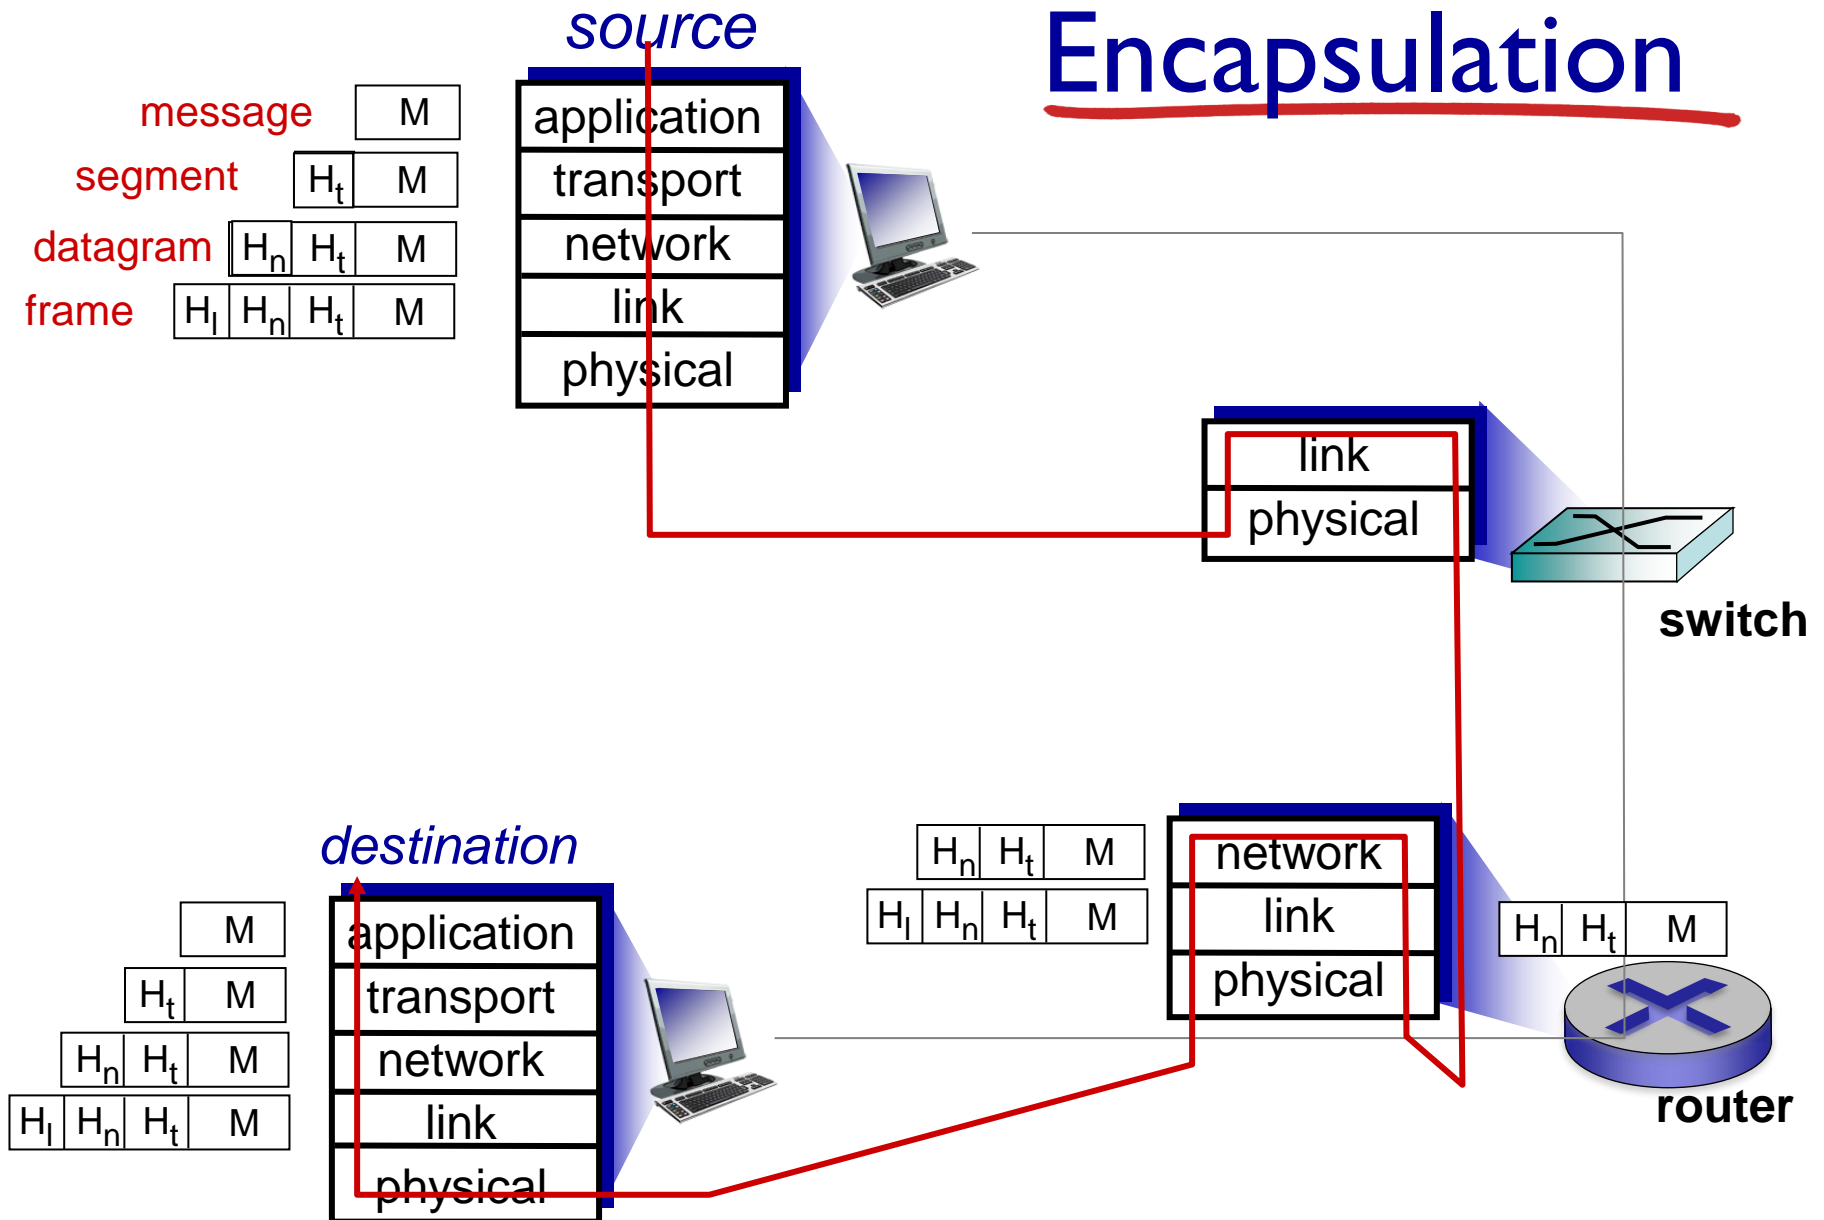 Encapsulation
source
message M
segment Ht M
datagram Hn Ht M
frame Hl Hn Ht M
application
transport
network
link
physical
link
physical
switch
Hn Ht M
Hl Hn Ht M
network
link
physical
Hn Ht M
router
destination
M
Ht M
Hn Ht M
Hl Hn Ht M
application
transport
network
link
physical